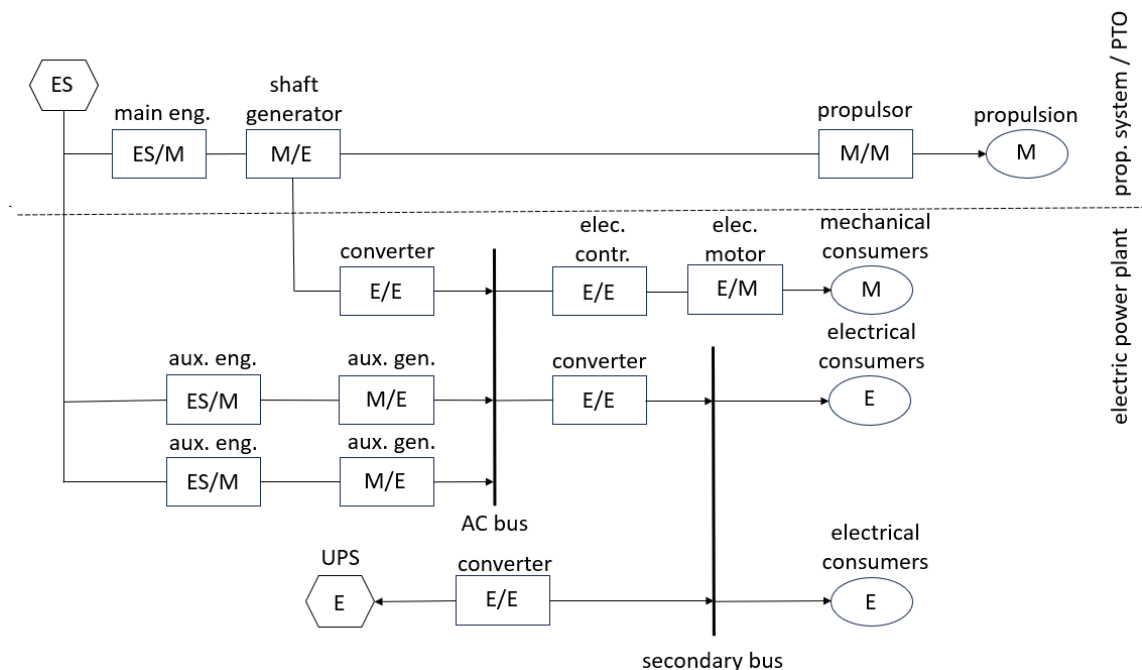 ES
shaft
generator
main eng.
ES/M
M/E
propulsor
M/M
propulsion
M
prop. system / PTO
converter
E/E
elec.
contr.
E/E
elec.
motor
E/M
mechanical
consumers
M
aux. eng.
ES/M
aux. gen.
M/E
converter
E/E
electrical
consumers
E
aux. eng.
ES/M
aux. gen.
M/E
AC bus
electric power plant
UPS
E
converter
E/E
electrical
consumers
E
secondary bus